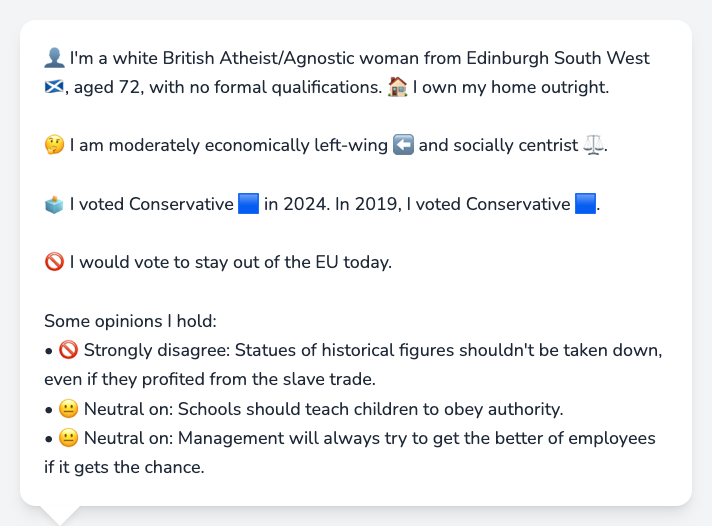 👤 I'm a white British Atheist/Agnostic woman from Edinburgh South West
🏴󠁧󠁢󠁳󠁣󠁴󠁿, aged 72, with no formal qualifications. 🏠 I own my home outright.
🤔 I am moderately economically left-wing ⬅️ and socially centrist ⚖️.
🗳️ I voted Conservative 🟦 in 2024. In 2019, I voted Conservative 🟦.
🚫 I would vote to stay out of the EU today.
Some opinions I hold:
• 🚫 Strongly disagree: Statues of historical figures shouldn't be taken down,
even if they profited from the slave trade.
• 😐 Neutral on: Schools should teach children to obey authority.
• 😐 Neutral on: Management will always try to get the better of employees
if it gets the chance.